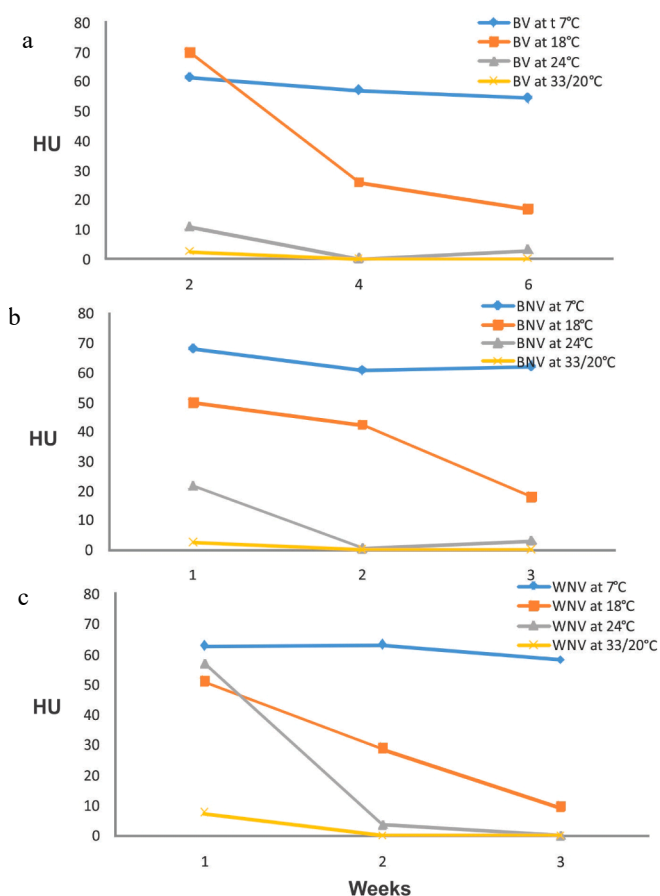 a
80
70
60
50
40
30
20
10
0
HU
2 4 6
BV at t 7°C
BV at 18°C
BV at 24°C
BV at 33/20°C
b
80
70
60
50
40
30
20
10
0
HU
1 2 3
BNV at 7°C
BNV at 18°C
BNV at 24°C
BNV at 33/20°C
c
80
70
60
50
40
30
20
10
0
HU
1 2 3
Weeks
WNV at 7°C
WNV at 18°C
WNV at 24°C
WNV at 33/20°C